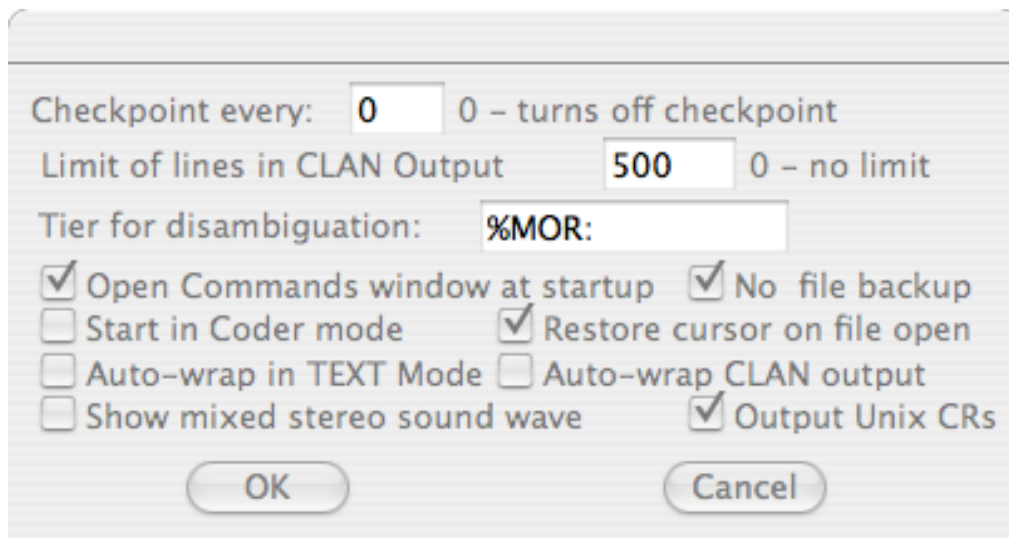 Checkpoint every: 0 0 – turns off checkpoint
Limit of lines in CLAN Output 500 0 – no limit
Tier for disambiguation: %MOR:
Open Commands window at startup No file backup
Start in Coder mode Restore cursor on file open
Auto-wrap in TEXT Mode Auto-wrap CLAN output
Show mixed stereo sound wave Output Unix CRs
OK Cancel